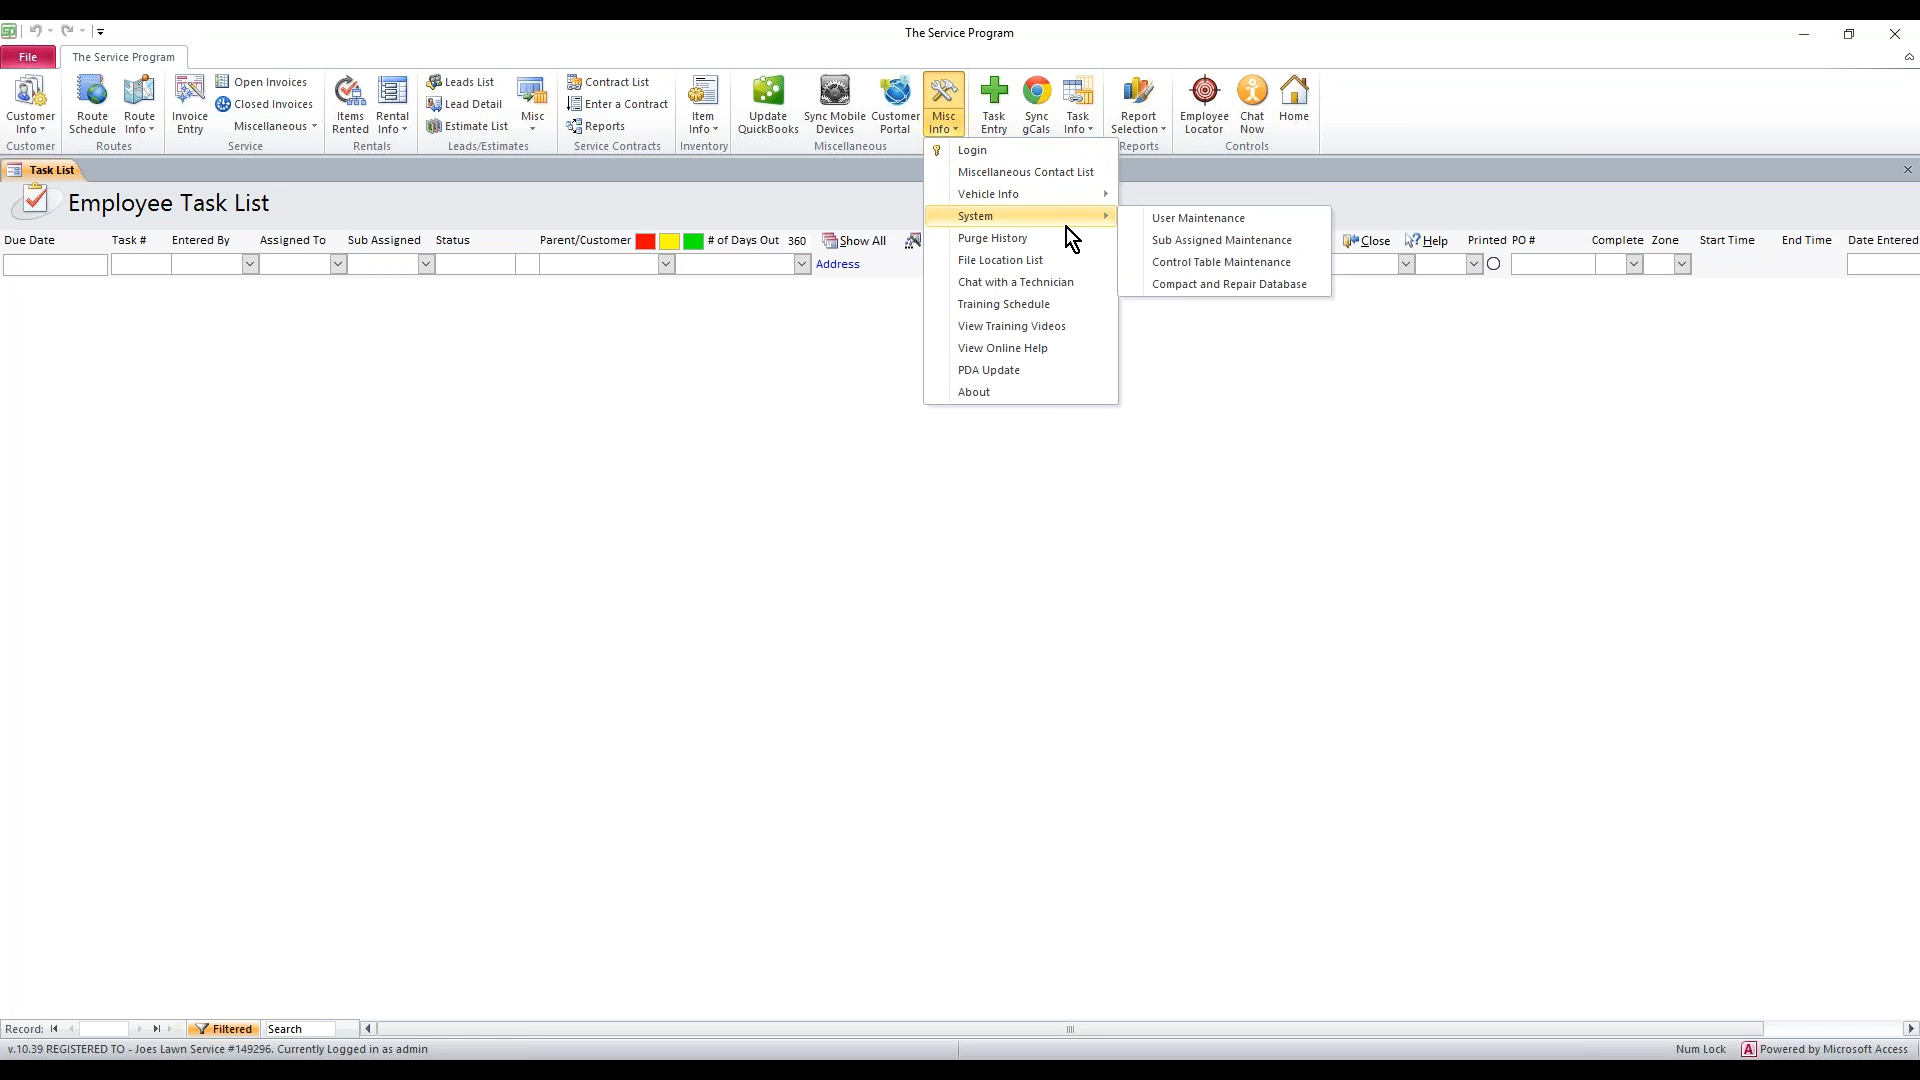 The Service Program
File The Service Program
Customer Info
Customer
Route Schedule
Route Info
Routes
Invoice Entry
Open Invoices
Closed Invoices
Miscellaneous
Service
Items Rented
Rental Info
Rentals
Leads List
Lead Detail
Estimate List
Misc
Leads/Estimates
Contract List
Enter a Contract
Reports
Service Contracts
Item Info
Inventory
Update QuickBooks
Sync Mobile Devices
Customer Portal
Misc Info
Miscellaneous
Task Entry
Sync gCals
Task Info
Report Selection
Reports
Employee Locator
Chat Now
Home
Controls
Task List
Employee Task List
Login
Miscellaneous Contact List
Vehicle Info
System
Purge History
File Location List
Chat with a Technician
Training Schedule
View Training Videos
View Online Help
PDA Update
About
User Maintenance
Sub Assigned Maintenance
Control Table Maintenance
Compact and Repair Database
Due Date Task # Entered By Assigned To Sub Assigned Status Parent/Customer # of Days Out 360 Show All Close Help Printed PO # Complete Zone Start Time End Time Date Entered
Address
Record: Filtered Search
v.10.39 REGISTERED TO - Joes Lawn Service #149296. Currently Logged in as admin Num Lock Powered by Microsoft Access